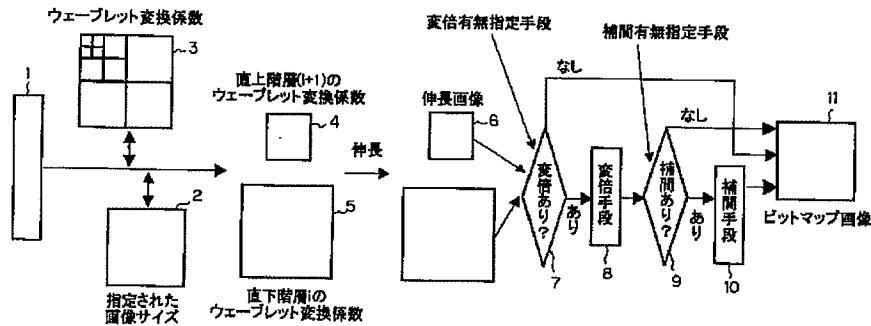 ウェーブレット変換係数
1
3
2
指定された
画像サイズ
直上階層(i+1)の
ウェーブレット変換係数
4
5
直下階層iの
ウェーブレット変換係数
伸長
伸長画像
6
変倍有無指定手段
補間有無指定手段
なし
変倍あり?
7
あり
変倍手段
8
なし
補間あり?
9
あり
補間手段
10
11
ビットマップ画像